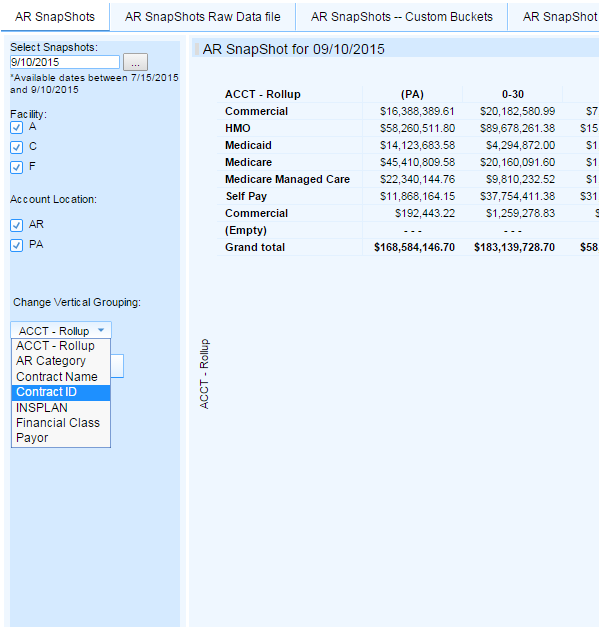 AR SnapShots AR SnapShots Raw Data file AR SnapShots -- Custom Buckets AR SnapShot
Select Snapshots:
9/10/2015 ...
*Available dates between 7/15/2015
and 9/10/2015
Facility:
A
C
F
Account Location:
AR
PA
Change Vertical Grouping:
ACCT - Rollup
ACCT - Rollup
AR Category
Contract Name
Contract ID
INSPLAN
Financial Class
Payor
AR SnapShot for 09/10/2015
ACCT - Rollup (PA) 0-30
Commercial $16,388,389.61 $20,182,580.99 $7
HMO $58,260,511.80 $89,678,261.38 $15
Medicaid $14,123,683.58 $4,294,872.00 $1
Medicare $45,410,809.58 $20,160,091.60 $1
Medicare Managed Care $22,340,144.76 $9,810,232.52 $1
Self Pay $11,868,164.15 $37,754,411.38 $31
Commercial $192,443.22 $1,259,278.83 $
(Empty) - - - - - -
Grand total $168,584,146.70 $183,139,728.70 $58
ACCT - Rollup